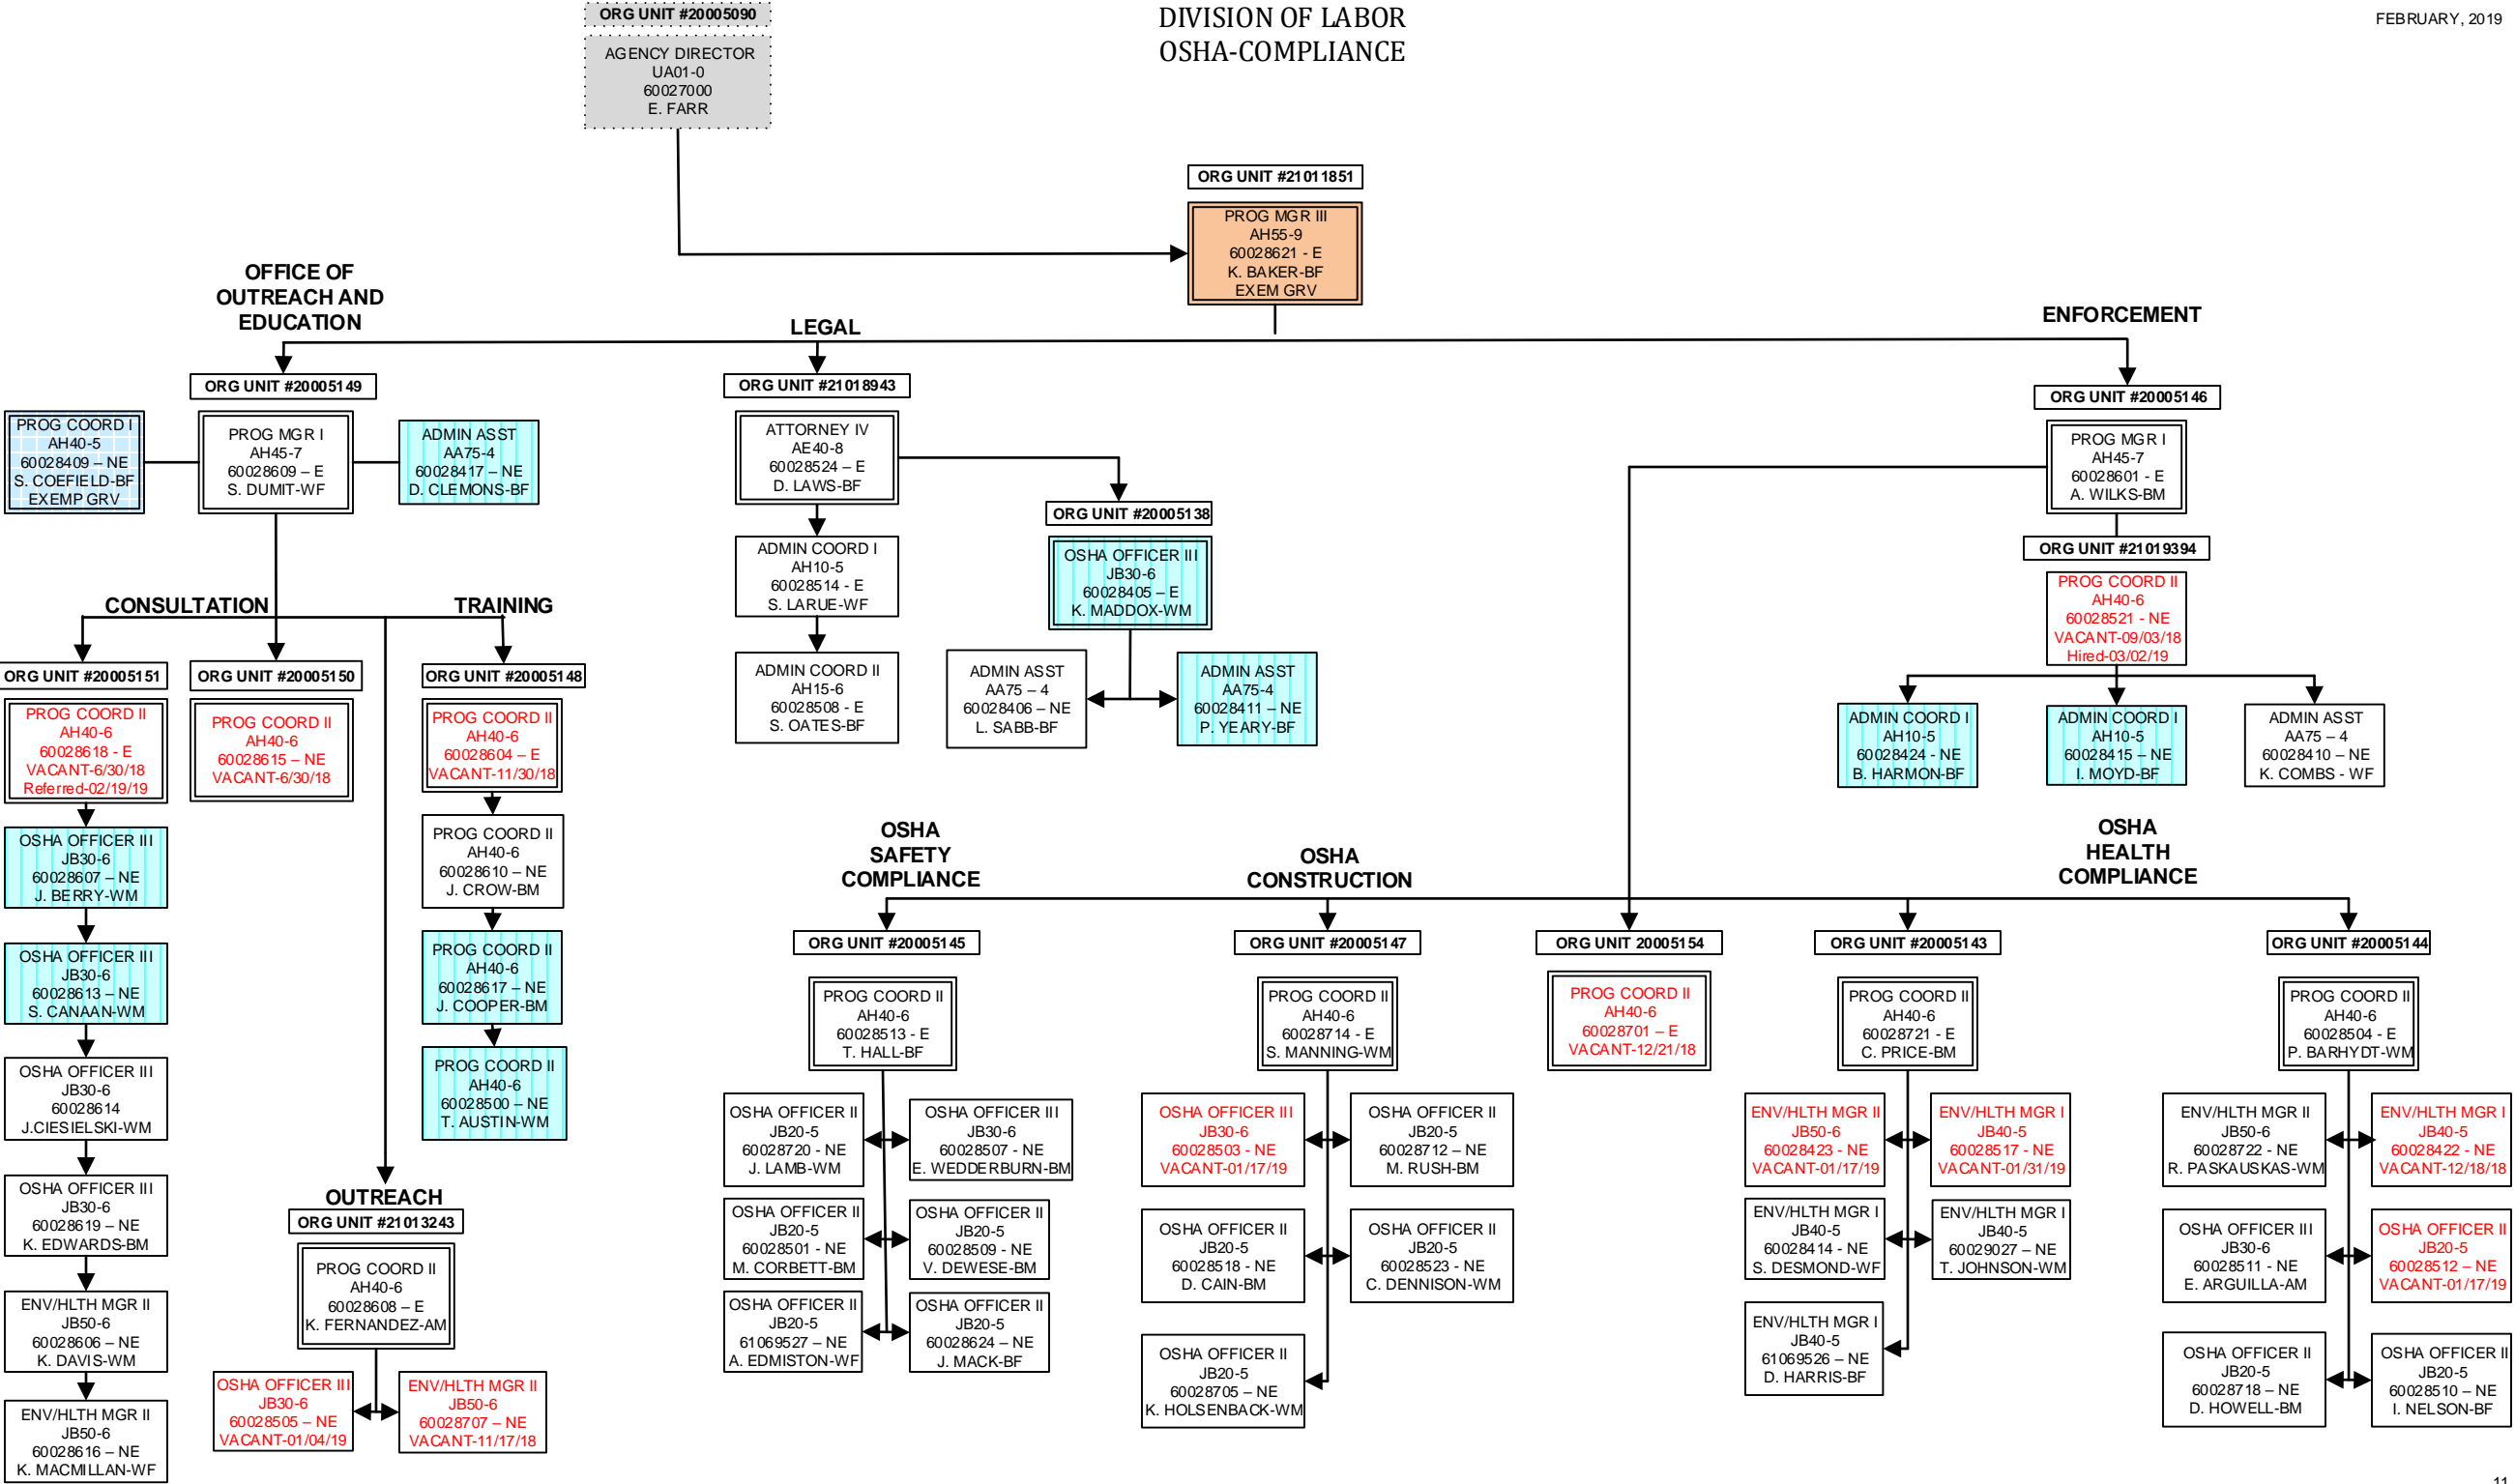 ORG UNIT #20005090
DIVISION OF LABOR
OSHA-COMPLIANCE
FEBRUARY, 2019
AGENCY DIRECTOR
UA01-0
60027000
E. FARR
ORG UNIT #21011851
PROG MGR III
AH55-9
60028621 - E
K. BAKER-BF
EXEM GRV
OFFICE OF
OUTREACH AND
EDUCATION
LEGAL
ENFORCEMENT
ORG UNIT #20005149
PROG COORD I
AH40-5
60028409 – NE
S. COEFIELD-BF
EXEMP GRV
PROG MGR I
AH45-7
60028609 – E
S. DUMIT-WF
ADMIN ASST
AA75-4
60028417 – NE
D. CLEMONS-BF
CONSULTATION
TRAINING
ORG UNIT #20005151
PROG COORD II
AH40-6
60028618 - E
VACANT-6/30/18
Referred-02/19/19
OSHA OFFICER III
JB30-6
60028607 – NE
J. BERRY-WM
OSHA OFFICER III
JB30-6
60028613 – NE
S. CANAAN-WM
OSHA OFFICER III
JB30-6
60028614
J.CIESIELSKI-WM
OSHA OFFICER III
JB30-6
60028619 – NE
K. EDWARDS-BM
ENV/HLTH MGR II
JB50-6
60028606 – NE
K. DAVIS-WM
ENV/HLTH MGR II
JB50-6
60028616 – NE
K. MACMILLAN-WF
ORG UNIT #20005150
PROG COORD II
AH40-6
60028615 – NE
VACANT-6/30/18
ORG UNIT #20005148
PROG COORD II
AH40-6
60028604 – E
VACANT-11/30/18
PROG COORD II
AH40-6
60028610 – NE
J. CROW-BM
PROG COORD II
AH40-6
60028617 – NE
J. COOPER-BM
PROG COORD II
AH40-6
60028500 – NE
T. AUSTIN-WM
OUTREACH
ORG UNIT #21013243
PROG COORD II
AH40-6
60028608 – E
K. FERNANDEZ-AM
OSHA OFFICER III
JB30-6
60028505 – NE
VACANT-01/04/19
ENV/HLTH MGR II
JB50-6
60028707 – NE
VACANT-11/17/18
ORG UNIT #21018943
ATTORNEY IV
AE40-8
60028524 – E
D. LAWS-BF
ADMIN COORD I
AH10-5
60028514 - E
S. LARUE-WF
ADMIN COORD II
AH15-6
60028508 - E
S. OATES-BF
ORG UNIT #20005138
OSHA OFFICER III
JB30-6
60028405 – E
K. MADDOX-WM
ADMIN ASST
AA75 – 4
60028406 – NE
L. SABB-BF
ADMIN ASST
AA75-4
60028411 – NE
P. YEARY-BF
ORG UNIT #20005146
PROG MGR I
AH45-7
60028601 - E
A. WILKS-BM
ORG UNIT #21019394
PROG COORD II
AH40-6
60028521 - NE
VACANT-09/03/18
Hired-03/02/19
ADMIN COORD I
AH10-5
60028424 - NE
B. HARMON-BF
ADMIN COORD I
AH10-5
60028415 – NE
I. MOYD-BF
ADMIN ASST
AA75 – 4
60028410 – NE
K. COMBS - WF
OSHA
SAFETY
COMPLIANCE
OSHA
CONSTRUCTION
OSHA
HEALTH
COMPLIANCE
ORG UNIT #20005145
PROG COORD II
AH40-6
60028513 - E
T. HALL-BF
OSHA OFFICER II
JB20-5
60028720 - NE
J. LAMB-WM
OSHA OFFICER III
JB30-6
60028507 - NE
E. WEDDERBURN-BM
OSHA OFFICER II
JB20-5
60028501 - NE
M. CORBETT-BM
OSHA OFFICER II
JB20-5
60028509 - NE
V. DEWESE-BM
OSHA OFFICER II
JB20-5
61069527 – NE
A. EDMISTON-WF
OSHA OFFICER II
JB20-5
60028624 – NE
J. MACK-BF
ORG UNIT #20005147
PROG COORD II
AH40-6
60028714 - E
S. MANNING-WM
OSHA OFFICER III
JB30-6
60028503 - NE
VACANT-01/17/19
OSHA OFFICER II
JB20-5
60028712 – NE
M. RUSH-BM
OSHA OFFICER II
JB20-5
60028518 - NE
D. CAIN-BM
OSHA OFFICER II
JB20-5
60028523 - NE
C. DENNISON-WM
OSHA OFFICER II
JB20-5
60028705 – NE
K. HOLSENBACK-WM
ORG UNIT 20005154
PROG COORD II
AH40-6
60028701 – E
VACANT-12/21/18
ORG UNIT #20005143
PROG COORD II
AH40-6
60028721 - E
C. PRICE-BM
ENV/HLTH MGR II
JB50-6
60028423 - NE
VACANT-01/17/19
ENV/HLTH MGR I
JB40-5
60028517 - NE
VACANT-01/31/19
ENV/HLTH MGR I
JB40-5
60028414 - NE
S. DESMOND-WF
ENV/HLTH MGR I
JB40-5
60029027 – NE
T. JOHNSON-WM
ENV/HLTH MGR I
JB40-5
61069526 – NE
D. HARRIS-BF
ORG UNIT #20005144
PROG COORD II
AH40-6
60028504 - E
P. BARHYDT-WM
ENV/HLTH MGR II
JB50-6
60028722 - NE
R. PASKAUSKAS-WM
ENV/HLTH MGR I
JB40-5
60028422 - NE
VACANT-12/18/18
OSHA OFFICER III
JB30-6
60028511 - NE
E. ARGUILLA-AM
OSHA OFFICER II
JB20-5
60028512 – NE
VACANT-01/17/19
OSHA OFFICER II
JB20-5
60028718 – NE
D. HOWELL-BM
OSHA OFFICER II
JB20-5
60028510 – NE
I. NELSON-BF
11